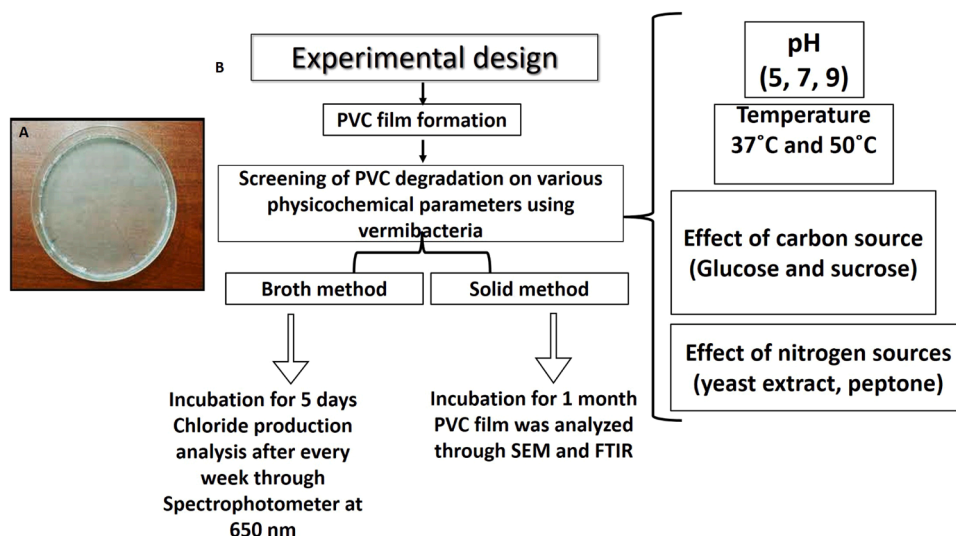 B
Experimental design
A
PVC film formation
Screening of PVC degradation on various
physicochemical parameters using
vermibacteria
Broth method
Solid method
Incubation for 5 days
Chloride production
analysis after every
week through
Spectrophotometer at
650 nm
Incubation for 1 month
PVC film was analyzed
through SEM and FTIR
pH
(5, 7, 9)
Temperature
37˚C and 50˚C
Effect of carbon source
(Glucose and sucrose)
Effect of nitrogen sources
(yeast extract, peptone)